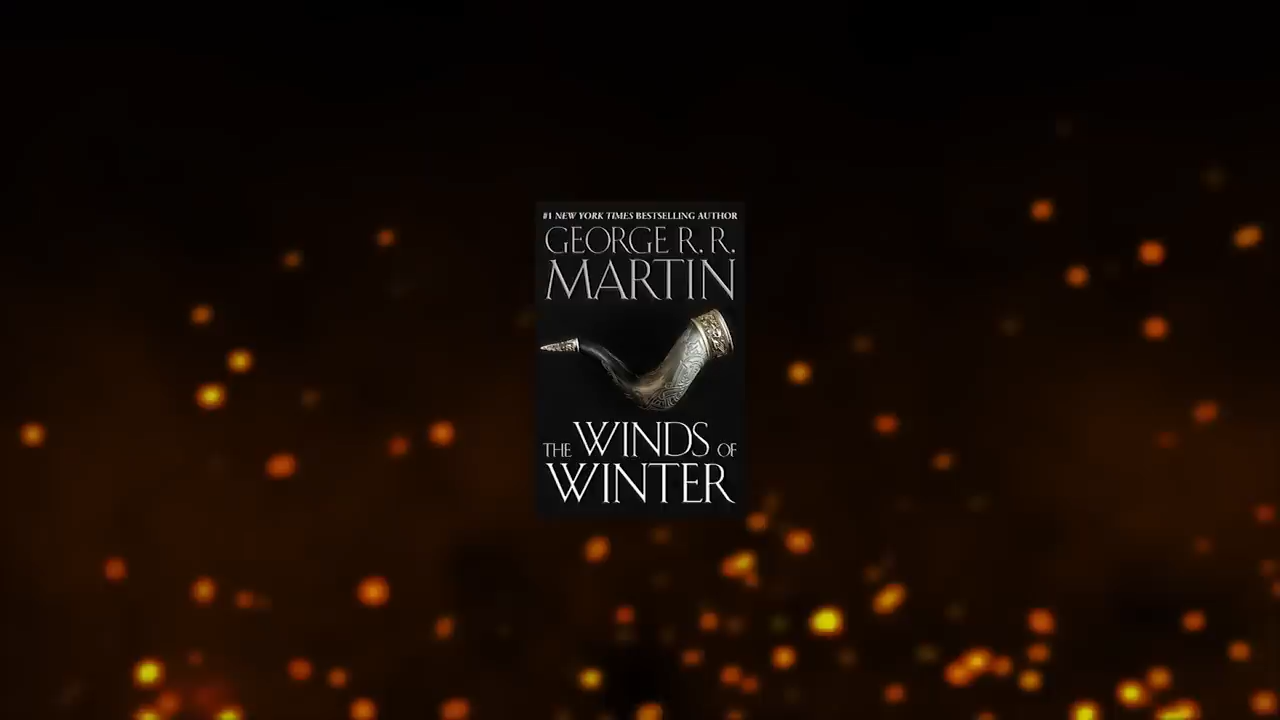 #1 NEW YORK TIMES BESTSELLING AUTHOR
GEORGE R. R.
MARTIN
THE WINDS OF
WINTER